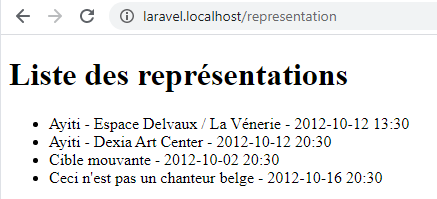 laravel.localhost/representation
Liste des représentations
Ayiti - Espace Delvaux / La Vénerie - 2012-10-12 13:30
Ayiti - Dexia Art Center - 2012-10-12 20:30
Cible mouvante - 2012-10-02 20:30
Ceci n'est pas un chanteur belge - 2012-10-16 20:30